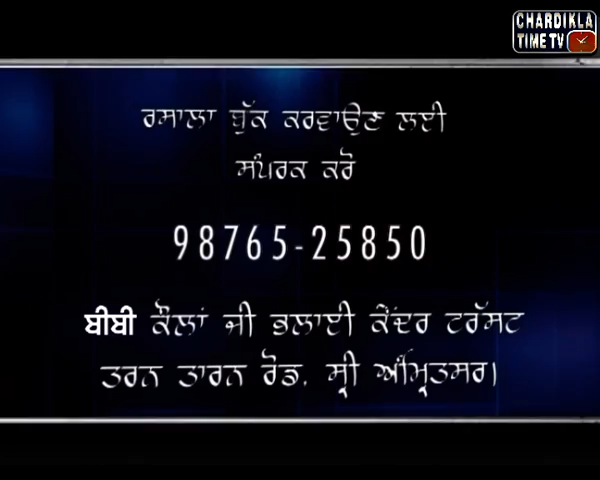 CHARDIKLA
TIME TV
ਰਸਾਲਾ ਬੁੱਕ ਕਰਵਾਉਣ ਲਈ
ਸੰਪਰਕ ਕਰੋ
98765-25850
ਬੀਬੀ ਕੌਲਾਂ ਜੀ ਭਲਾਈ ਕੇਂਦਰ ਟਰੱਸਟ
ਤਰਨ ਤਾਰਨ ਰੋਡ, ਸ੍ਰੀ ਅੰਮ੍ਰਿਤਸਰ।